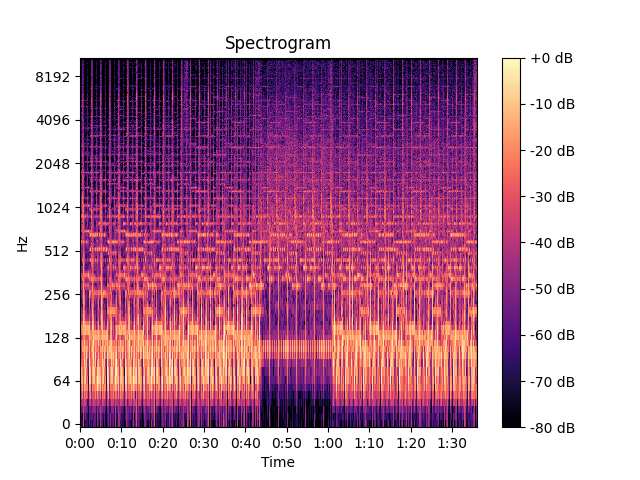 Spectrogram
Hz
8192
4096
2048
1024
512
256
128
64
0
0:00 0:10 0:20 0:30 0:40 0:50 1:00 1:10 1:20 1:30
Time
+0 dB
-10 dB
-20 dB
-30 dB
-40 dB
-50 dB
-60 dB
-70 dB
-80 dB